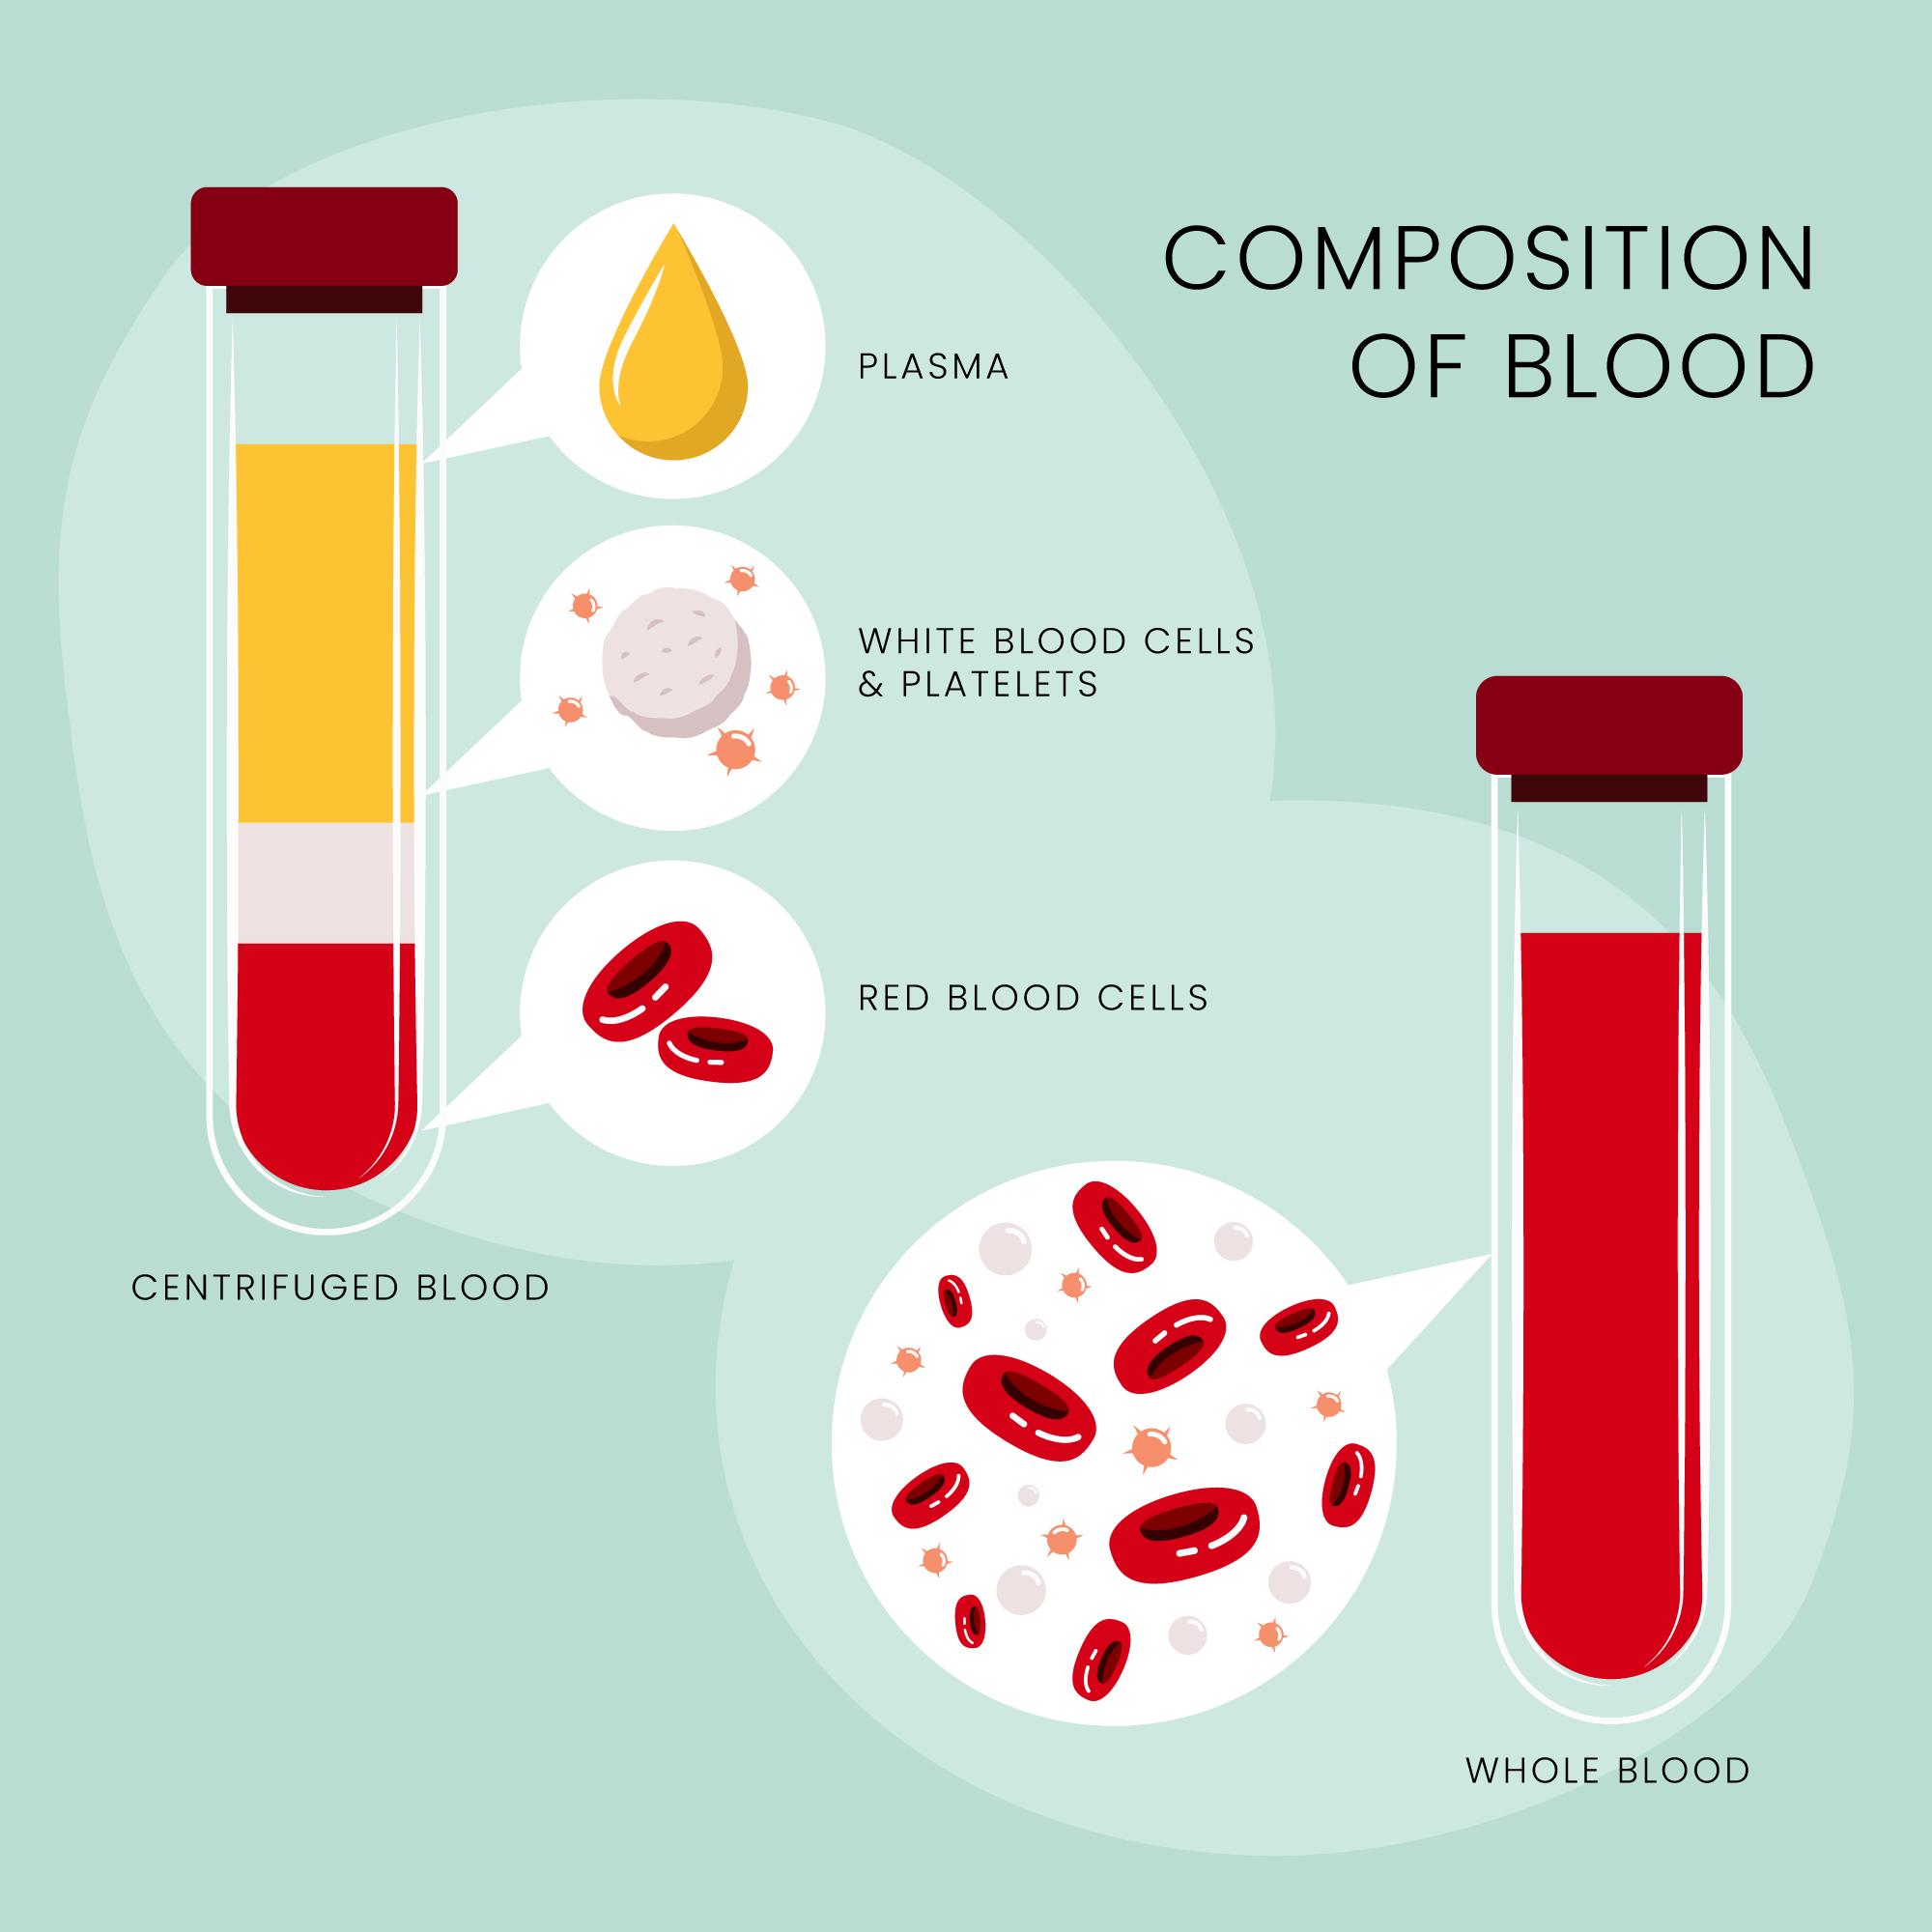 COMPOSITION
OF BLOOD
PLASMA
WHITE BLOOD CELLS
& PLATELETS
RED BLOOD CELLS
CENTRIFUGED BLOOD
WHOLE BLOOD